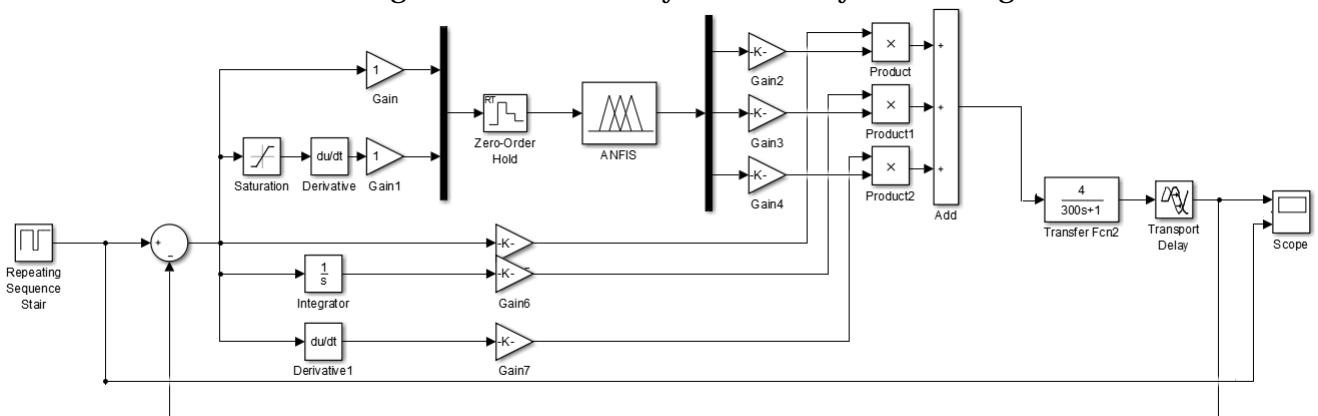 1
Gain
-K-
Gain2
×
Product
+
RT
Zero-Order
Hold
ANFIS
-K-
Gain3
×
Product1
+
Saturation
du/dt
Derivative
1
Gain1
-K-
Gain4
×
Product2
+
Add
4
300s+1
Transfer Fcn2
Transport
Delay
Scope
Repeating
Sequence
Stair
+
-
-K-
1
s
Integrator
-K-
Gain6
du/dt
Derivative1
-K-
Gain7